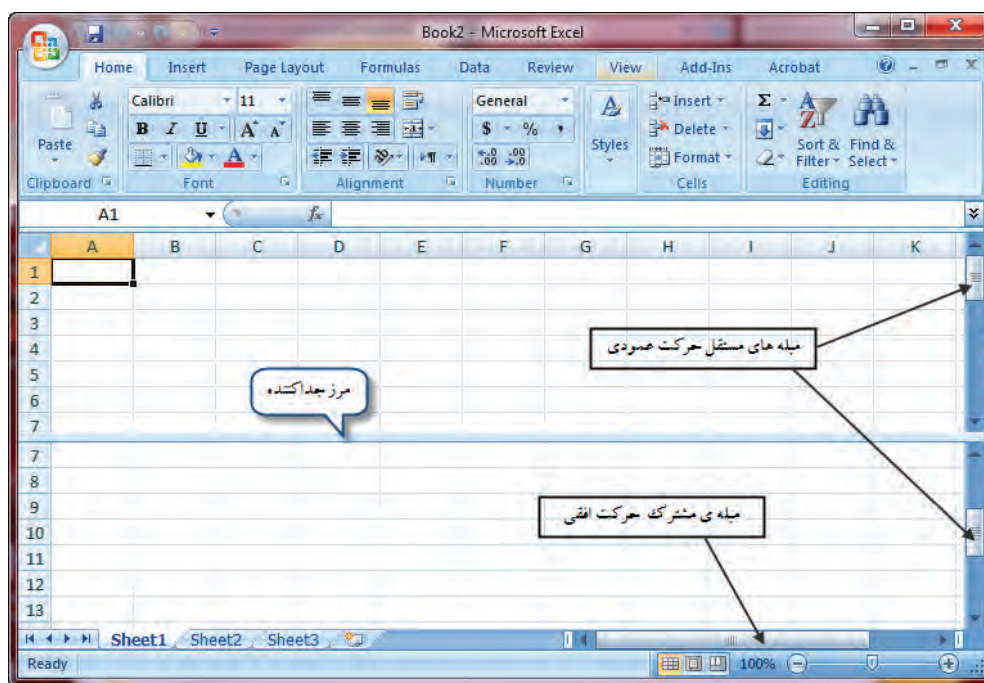 Book2 - Microsoft Excel
Home Insert Page Layout Formulas Data Review View Add-Ins Acrobat
Calibri 11 General Insert
Paste B I U A A $ % , Styles Delete Sort & Filter Find & Select
A .00 .0 Format
Clipboard Font Alignment Number Cells Editing
A1 fx
A B C D E F G H I J K
1
2
3
میله های مستقل حرکت عمودی
4
5
مرز جداکننده
6
7
7
8
9
میله ی مشترک حرکت افقی
10
11
12
13
Sheet1 Sheet2 Sheet3
Ready 100%